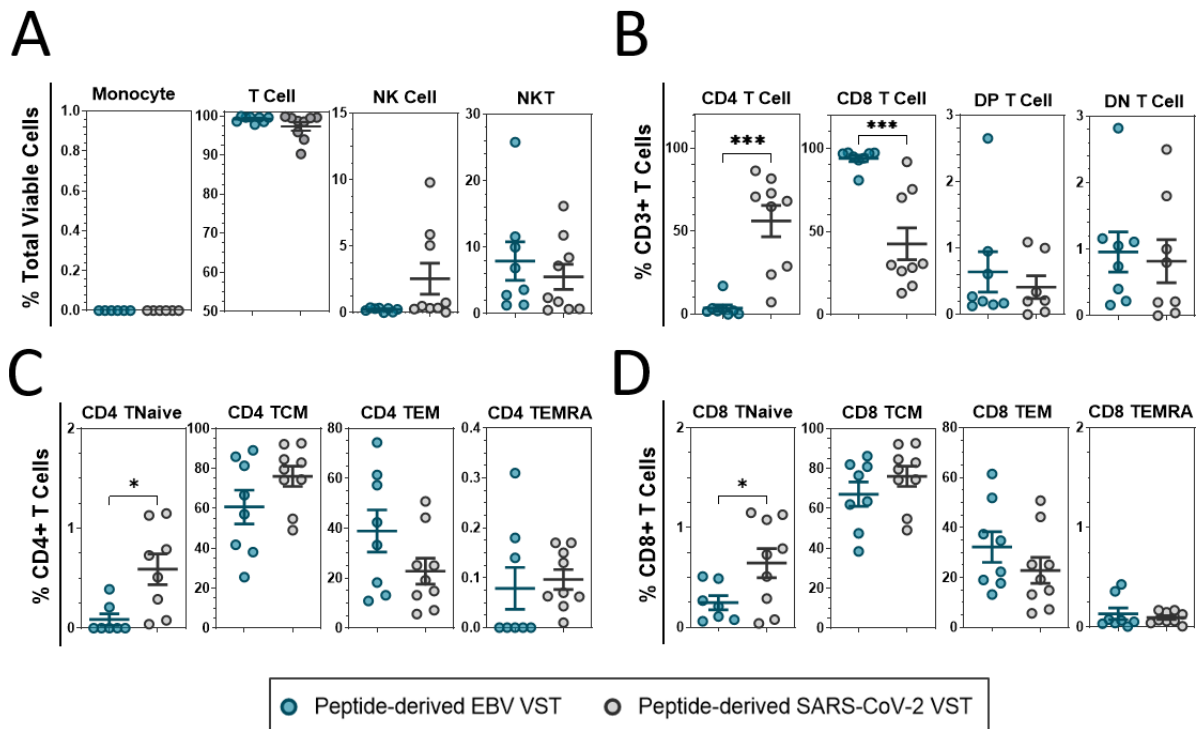 A
B
Monocyte
T Cell
NK Cell
NKT
CD4 T Cell
CD8 T Cell
DP T Cell
DN T Cell
% Total Viable Cells
1.0
0.8
0.6
0.4
0.2
0.0
100
90
80
70
60
50
15
10
5
0
30
20
10
0
% CD3+ T Cells
100
50
0
***
100
50
0
***
3
2
1
0
3
2
1
0
C
D
CD4 TNaive
CD4 TCM
CD4 TEM
CD4 TEMRA
CD8 TNaive
CD8 TCM
CD8 TEM
CD8 TEMRA
% CD4+ T Cells
2
1
0
*
100
80
60
40
20
0
80
60
40
20
0
0.4
0.3
0.2
0.1
0.0
% CD8+ T Cells
2
1
0
*
100
80
60
40
20
0
80
60
40
20
0
2
1
0
Peptide-derived EBV VST
Peptide-derived SARS-CoV-2 VST